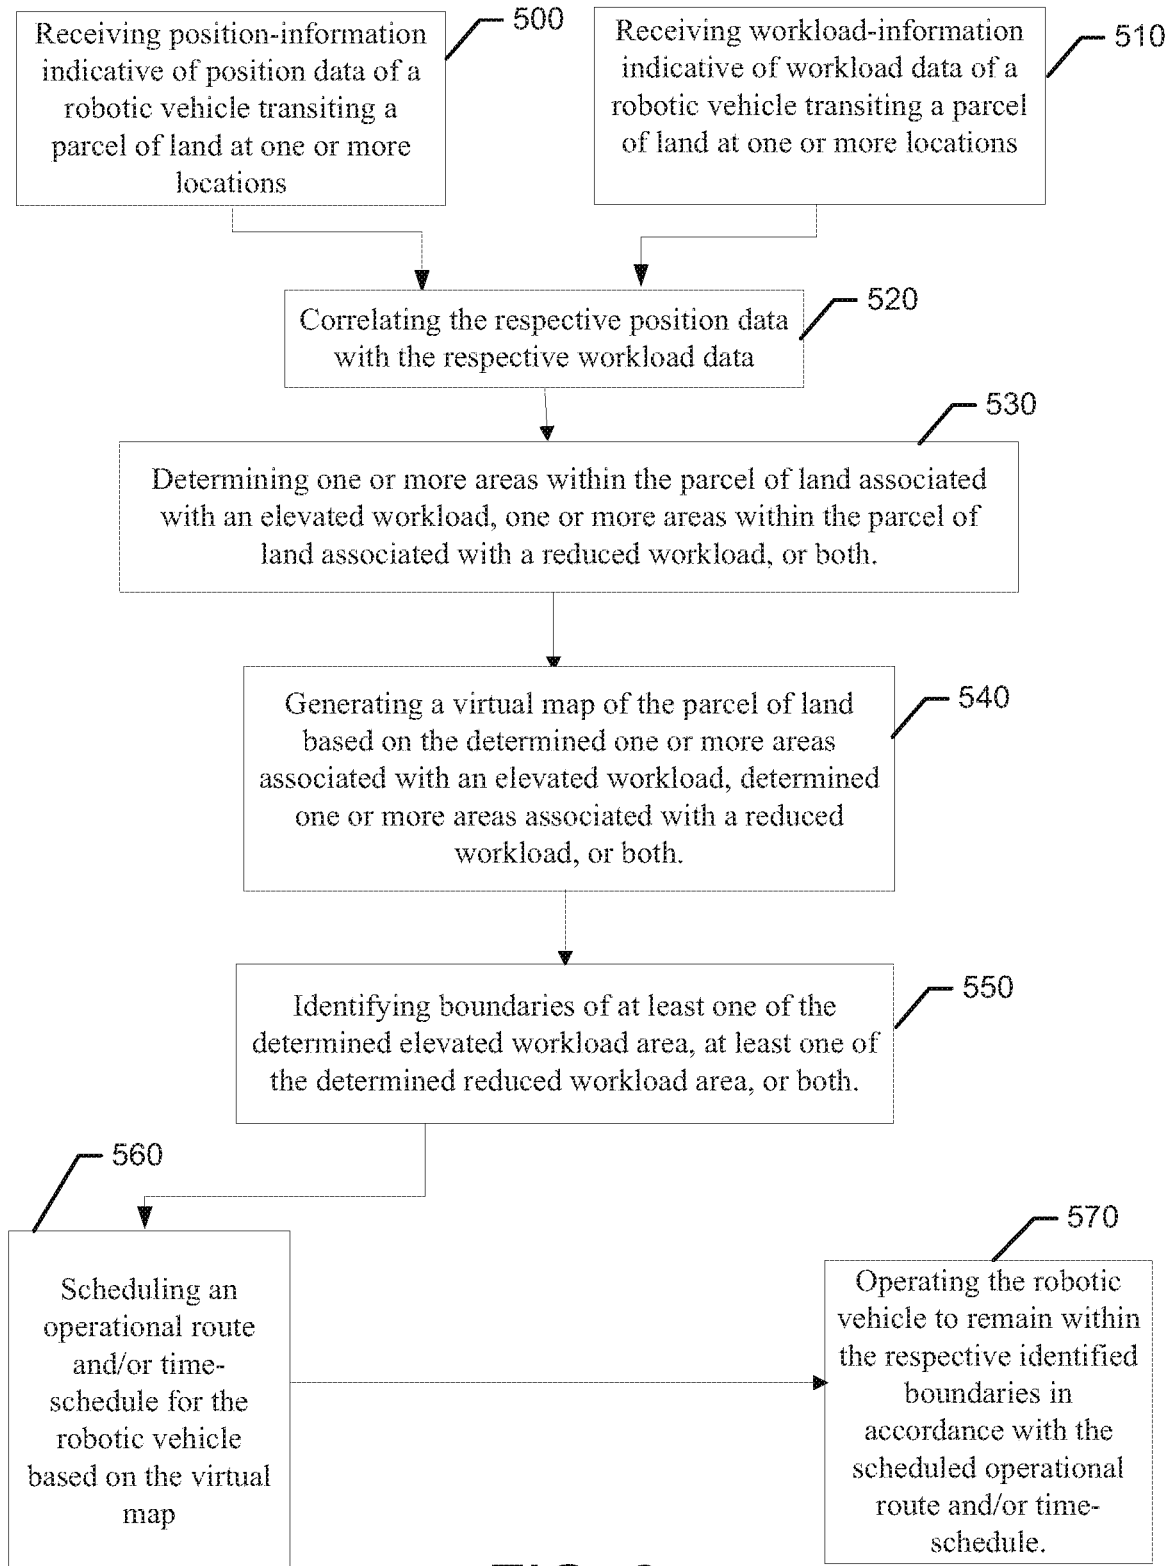 Receiving position-information
indicative of position data of a
robotic vehicle transiting a
parcel of land at one or more
locations
500
Receiving workload-information
indicative of workload data of a
robotic vehicle transiting a parcel
of land at one or more locations
510
Correlating the respective position data
with the respective workload data
520
530
Determining one or more areas within the parcel of land associated
with an elevated workload, one or more areas within the parcel of
land associated with a reduced workload, or both.
Generating a virtual map of the parcel of land
based on the determined one or more areas
associated with an elevated workload, determined
one or more areas associated with a reduced
workload, or both.
540
Identifying boundaries of at least one of the
determined elevated workload area, at least one of
the determined reduced workload area, or both.
550
560
Scheduling an
operational route
and/or time-
schedule for the
robotic vehicle
based on the virtual
map
570
Operating the robotic
vehicle to remain within
the respective identified
boundaries in
accordance with the
scheduled operational
route and/or time-
schedule.